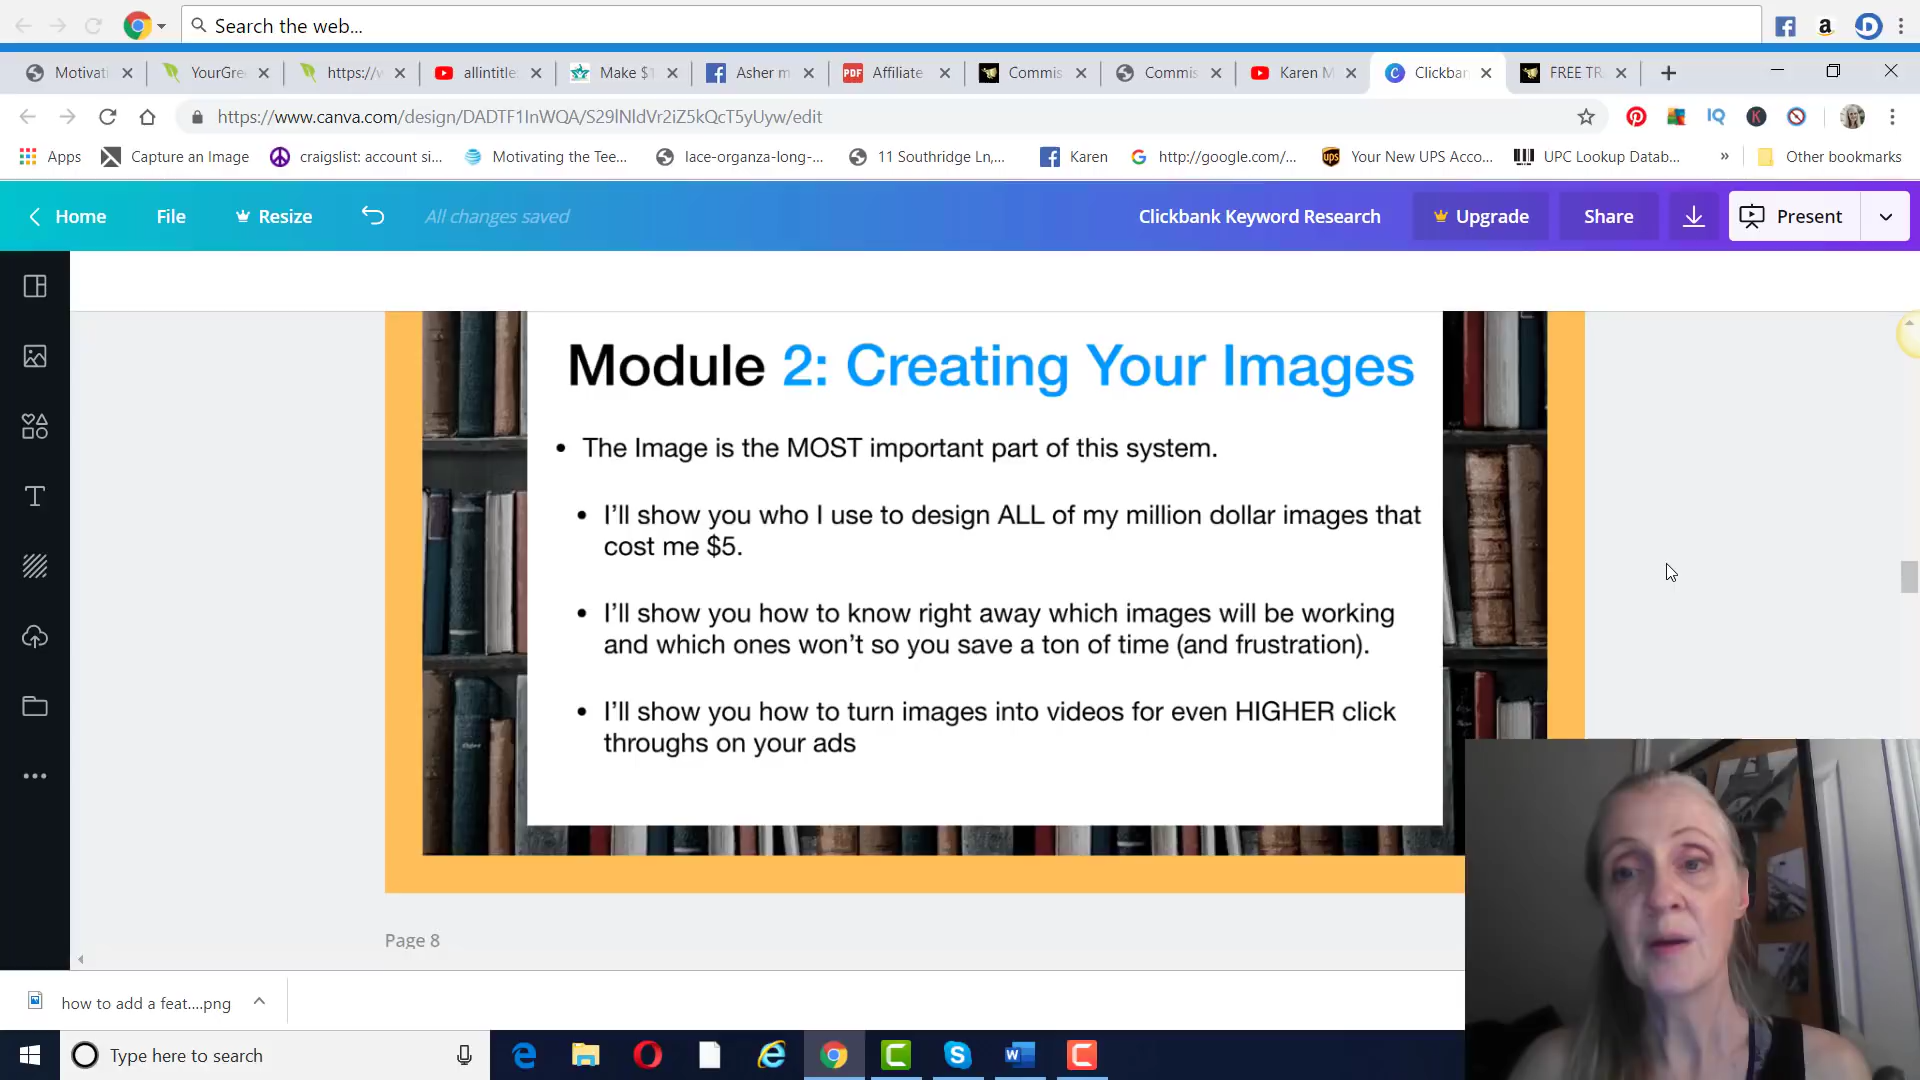 Search the web...
Motivati
YourGre
https://w
allintitle
Make $1
Asher m
PDF Affiliate
Commis
Commis
Karen M
Clickban
FREE TR
https://www.canva.com/design/DADTF1InWQA/S29lNldVr2iZ5kQcT5yUyw/edit
Apps
Capture an Image
craigslist: account si...
Motivating the Tee...
lace-organza-long-...
11 Southridge Ln,...
Karen
http://google.com/...
Your New UPS Acco...
UPC Lookup Datab...
»
Other bookmarks
Home
File
Resize
All changes saved
Clickbank Keyword Research
Upgrade
Share
Present
Module 2: Creating Your Images
• The Image is the MOST important part of this system.
• I'll show you who I use to design ALL of my million dollar images that
cost me $5.
• I'll show you how to know right away which images will be working
and which ones won't so you save a ton of time (and frustration).
• I'll show you how to turn images into videos for even HIGHER click
throughs on your ads
Page 8
how to add a feat....png
Type here to search